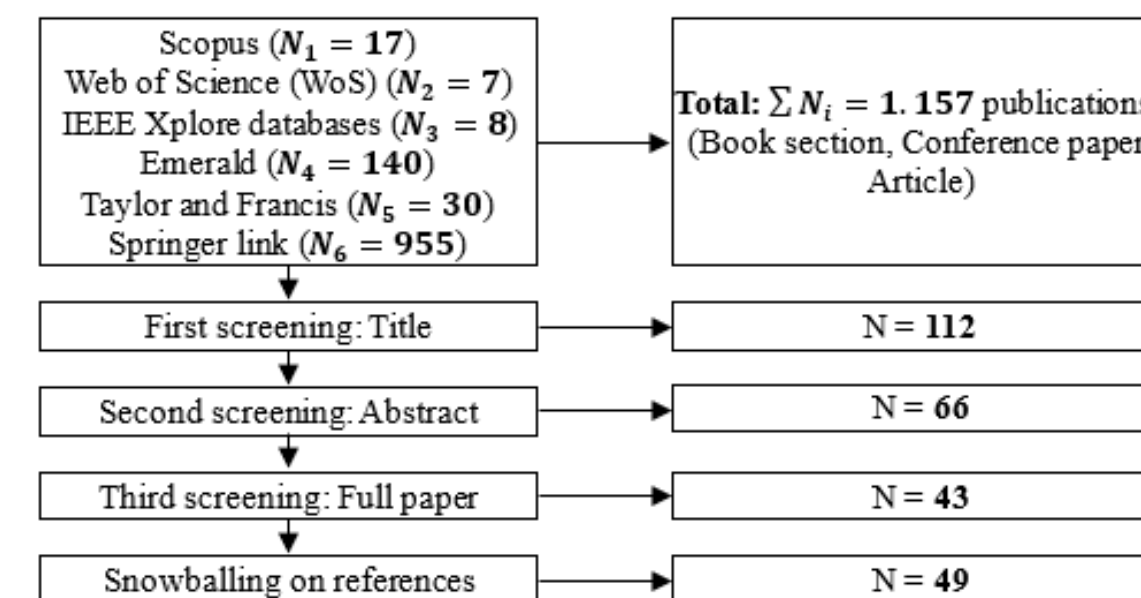 Scopus (N₁ = 17)
Web of Science (WoS) (N₂ = 7)
IEEE Xplore databases (N₃ = 8)
Emerald (N₄ = 140)
Taylor and Francis (N₅ = 30)
Springer link (N₆ = 955)
Total: ∑ Nᵢ = 1. 157 publications
(Book section, Conference paper
Article)
First screening: Title
N = 112
Second screening: Abstract
N = 66
Third screening: Full paper
N = 43
Snowballing on references
N = 49